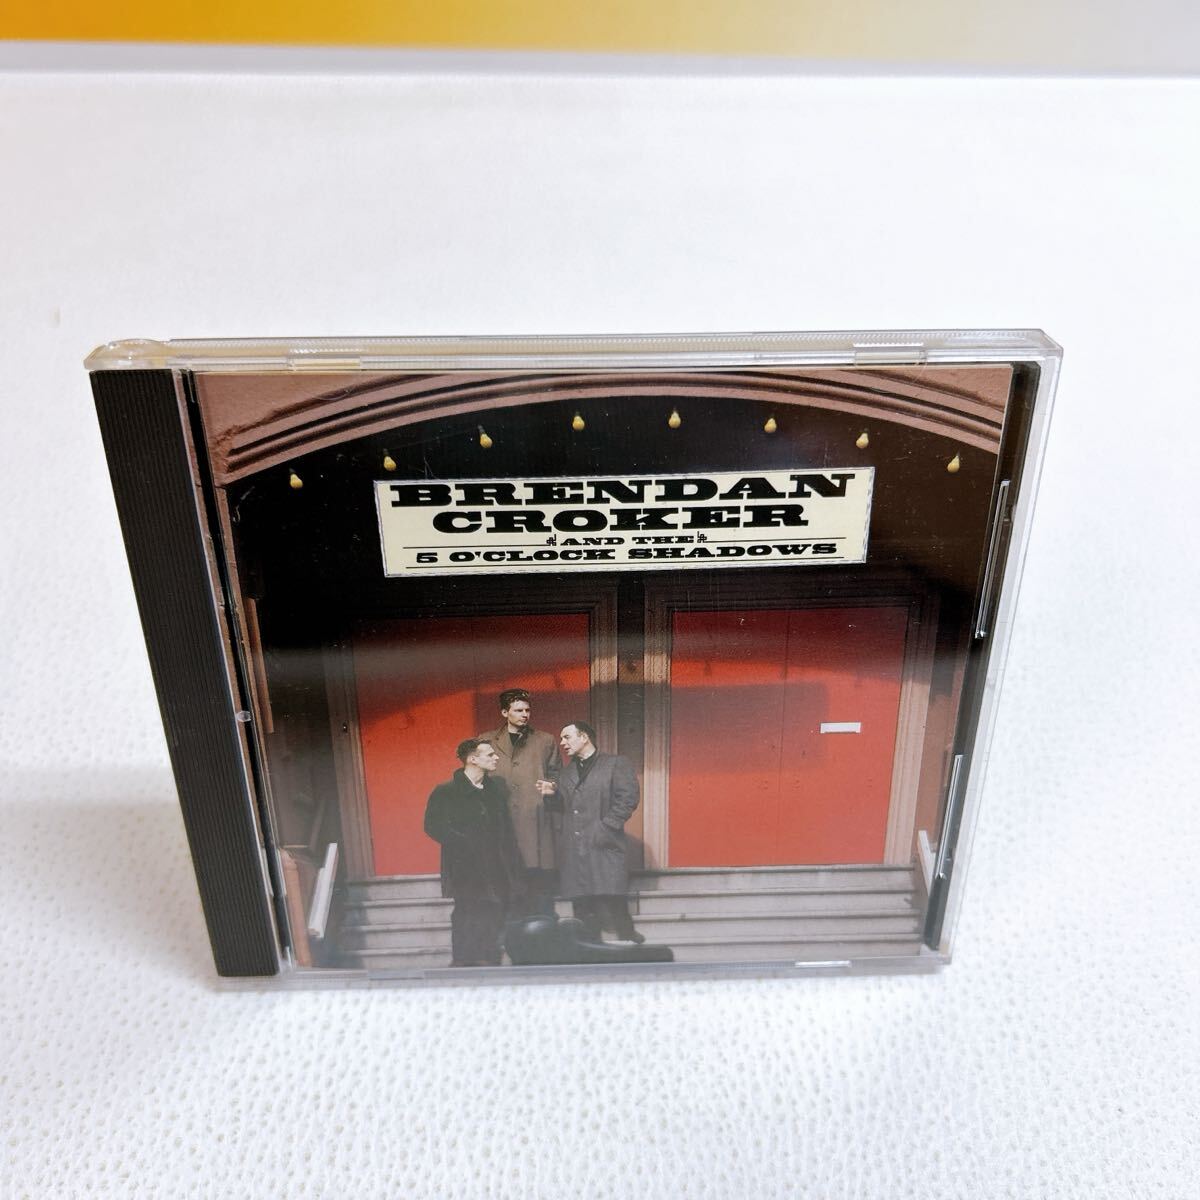 BRENDAN
CROKER
AND THE
5 O'CLOCK SHADOWS